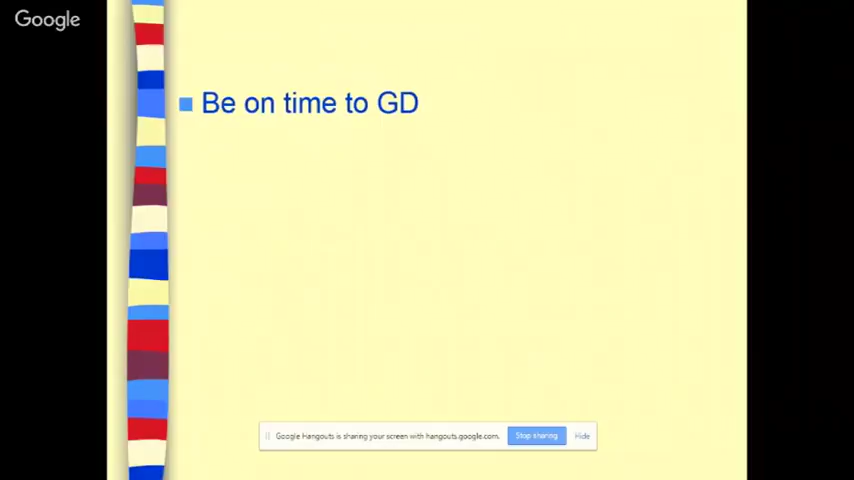 Google
Be on time to GD
Google Hangouts is sharing your screen with hangouts.google.com. Stop sharing Hide